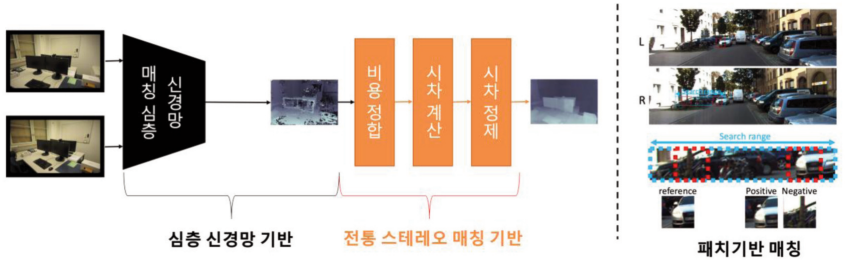 매칭 심층
신경망
비용 정합
시차 계산
시차 정제
심층 신경망 기반
전통 스테레오 매칭 기반
L
R
Search range
reference
Positive
Negative
패치기반 매칭